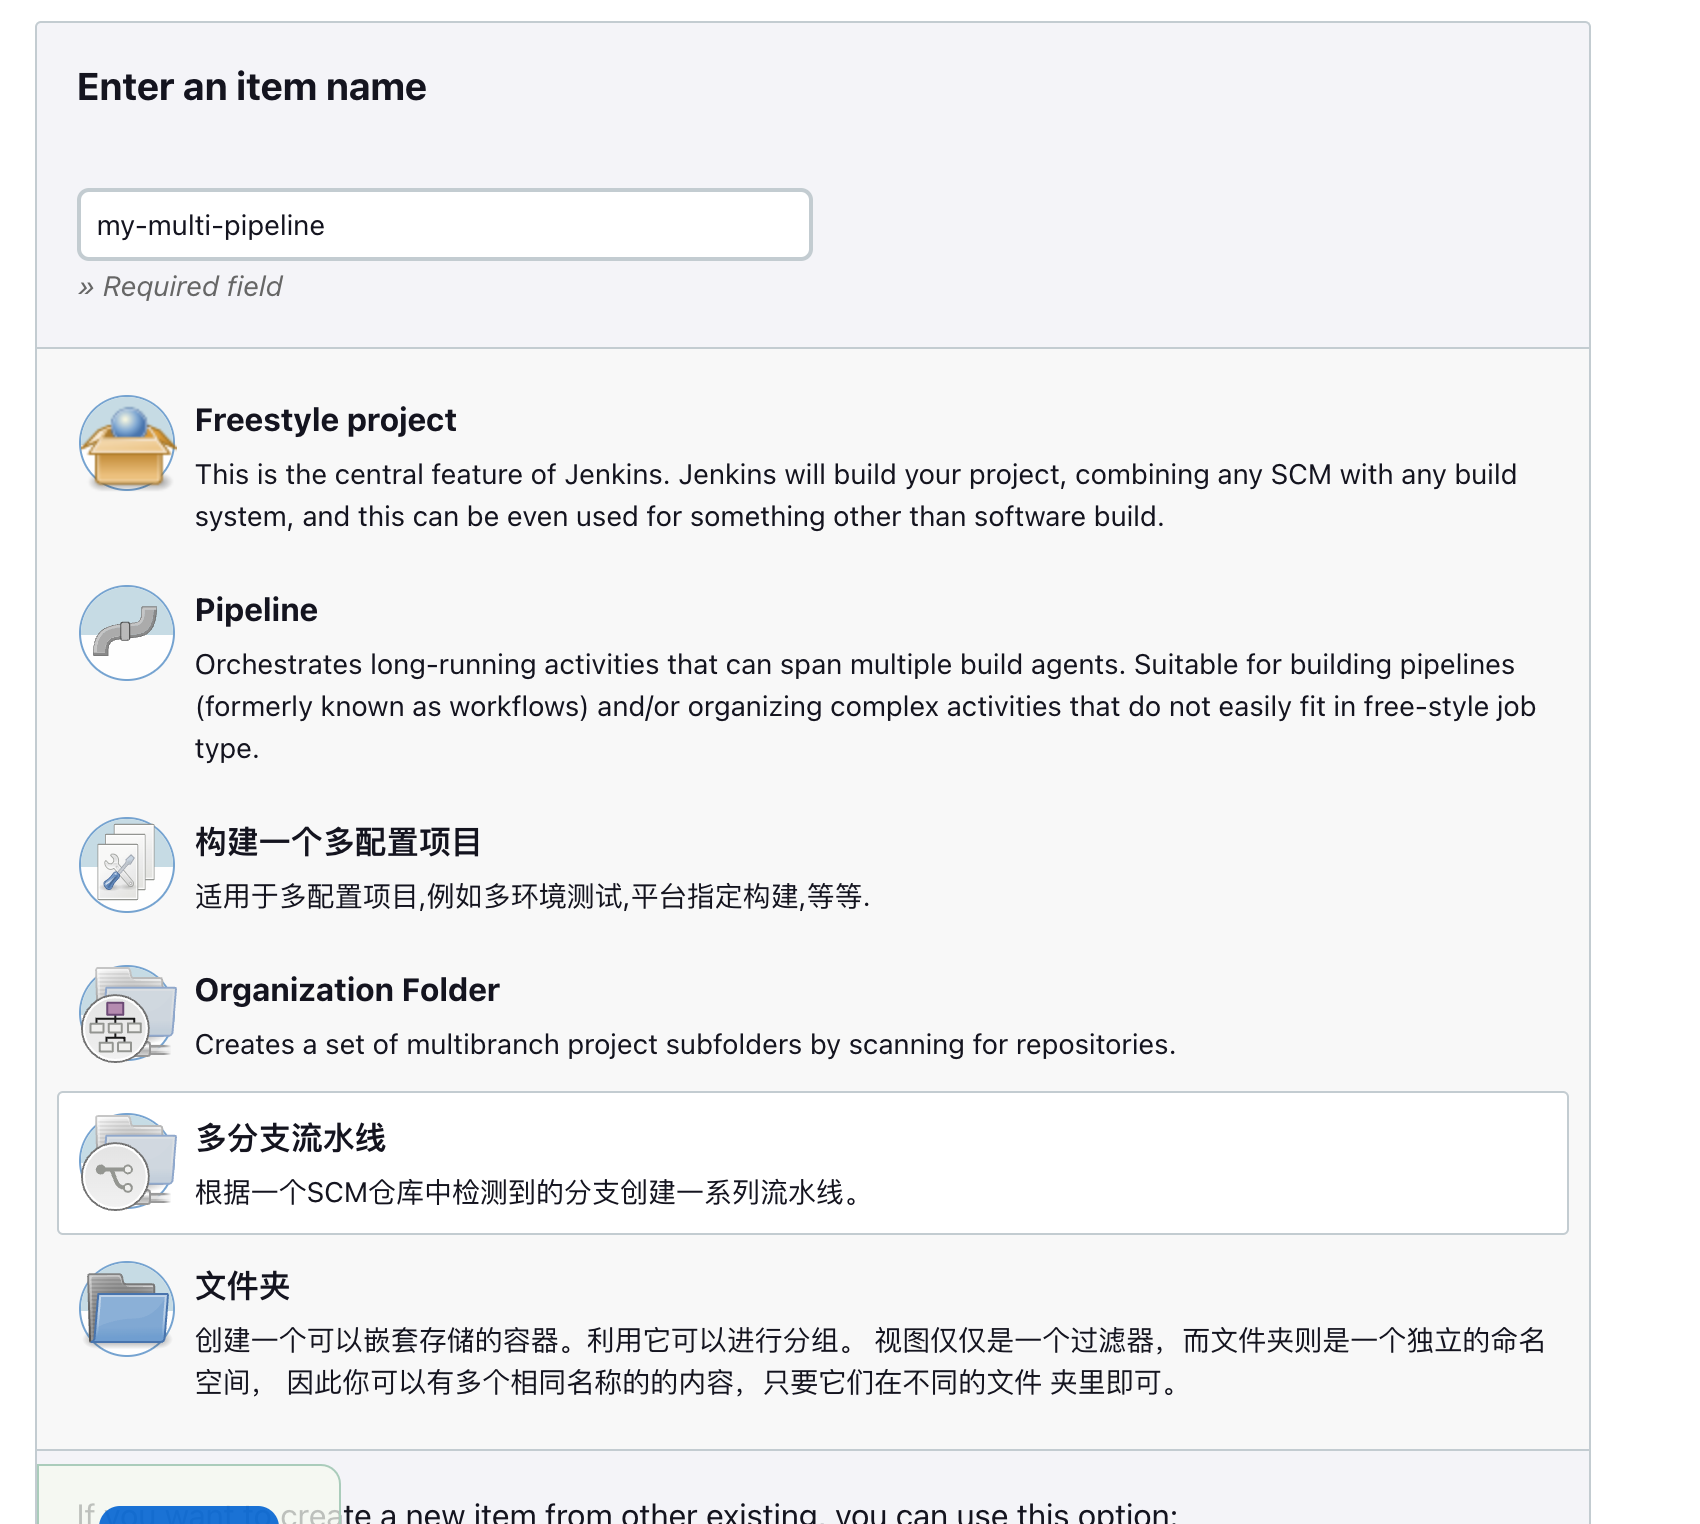 Enter an item name
my-multi-pipeline
» Required field
Freestyle project
This is the central feature of Jenkins. Jenkins will build your project, combining any SCM with any build
system, and this can be even used for something other than software build.
Pipeline
Orchestrates long-running activities that can span multiple build agents. Suitable for building pipelines
(formerly known as workflows) and/or organizing complex activities that do not easily fit in free-style job
type.
构建一个多配置项目
适用于多配置项目,例如多环境测试,平台指定构建,等等.
Organization Folder
Creates a set of multibranch project subfolders by scanning for repositories.
多分支流水线
根据一个SCM仓库中检测到的分支创建一系列流水线。
文件夹
创建一个可以嵌套存储的容器。利用它可以进行分组。 视图仅仅是一个过滤器，而文件夹则是一个独立的命名
空间， 因此你可以有多个相同名称的的内容，只要它们在不同的文件 夹里即可。
If you want to create a new item from other existing, you can use this option: